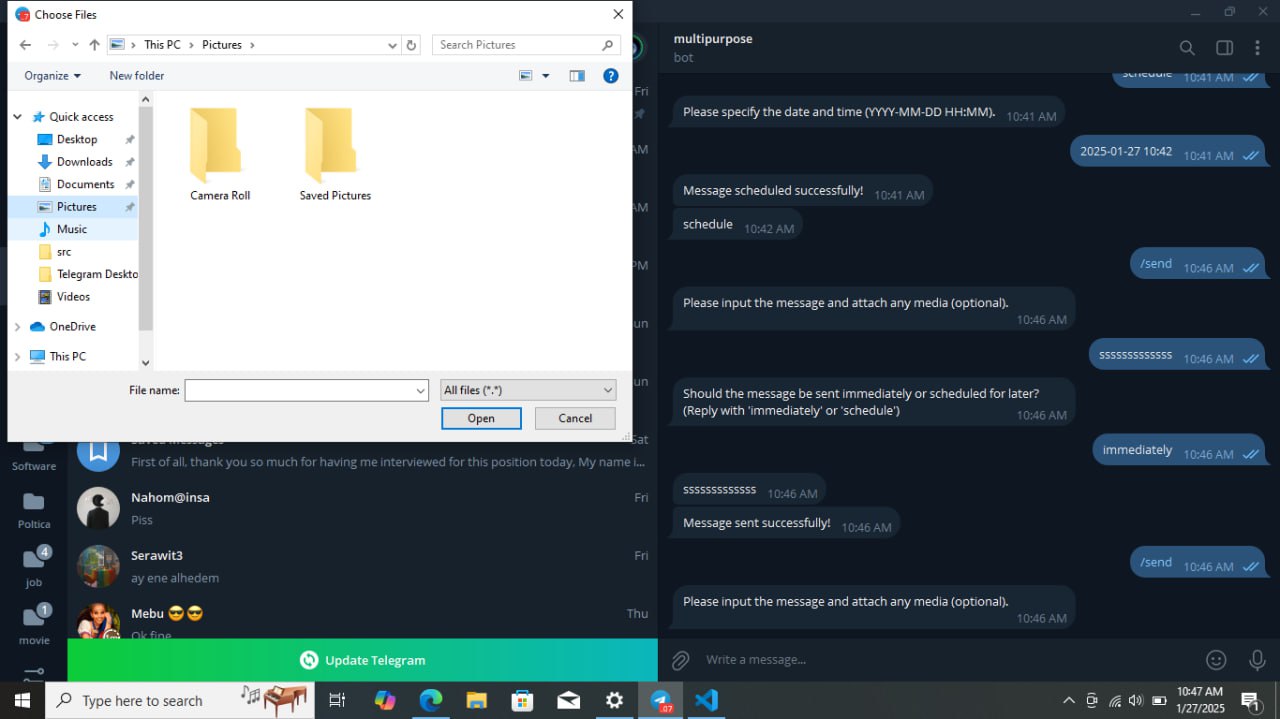 Choose Files
This PC
Pictures
Search Pictures
Organize
New folder
Quick access
Desktop
Downloads
Documents
Pictures
Music
src
Telegram Deskto
Videos
OneDrive
This PC
Camera Roll
Saved Pictures
File name:
All files (*.*)
Open
Cancel
Fri
AM
AM
PM
un
un
Software
Poltica
4
job
1
movie
Saved Messages
Sat
First of all, thank you so much for having me interviewed for this position today, My name i...
Nahom@insa
Fri
Piss
Serawit3
Fri
ay ene alhedem
Mebu 😎😎
Thu
Ok fine
Update Telegram
multipurpose
bot
schedule 10:41 AM
Please specify the date and time (YYYY-MM-DD HH:MM). 10:41 AM
2025-01-27 10:42 10:41 AM
Message scheduled successfully! 10:41 AM
schedule 10:42 AM
/send 10:46 AM
Please input the message and attach any media (optional).
10:46 AM
sssssssssssss 10:46 AM
Should the message be sent immediately or scheduled for later?
(Reply with 'immediately' or 'schedule') 10:46 AM
immediately 10:46 AM
sssssssssssss 10:46 AM
Message sent successfully! 10:46 AM
/send 10:46 AM
Please input the message and attach any media (optional).
10:46 AM
Write a message...
Type here to search
.07
10:47 AM
1/27/2025
1